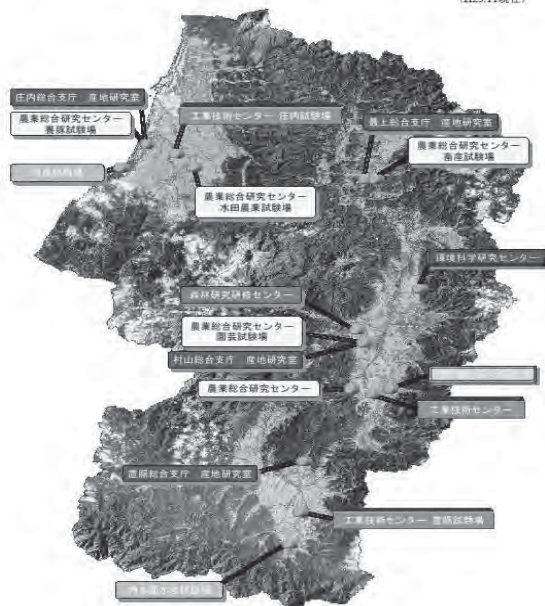 (H29.11現在)
庄内総合支庁　産地研究室
農業総合研究センター
養豚試験場
工業技術センター 庄内試験場
最上総合支庁　産地研究室
農業総合研究センター
畜産試験場
農業総合研究センター
水田農業試験場
環境科学研究センター
森林研究研修センター
農業総合研究センター
園芸試験場
村山総合支庁　産地研究室
農業総合研究センター
工業技術センター
置賜総合支庁　産地研究室
工業技術センター 置賜試験場
内水面水産試験場